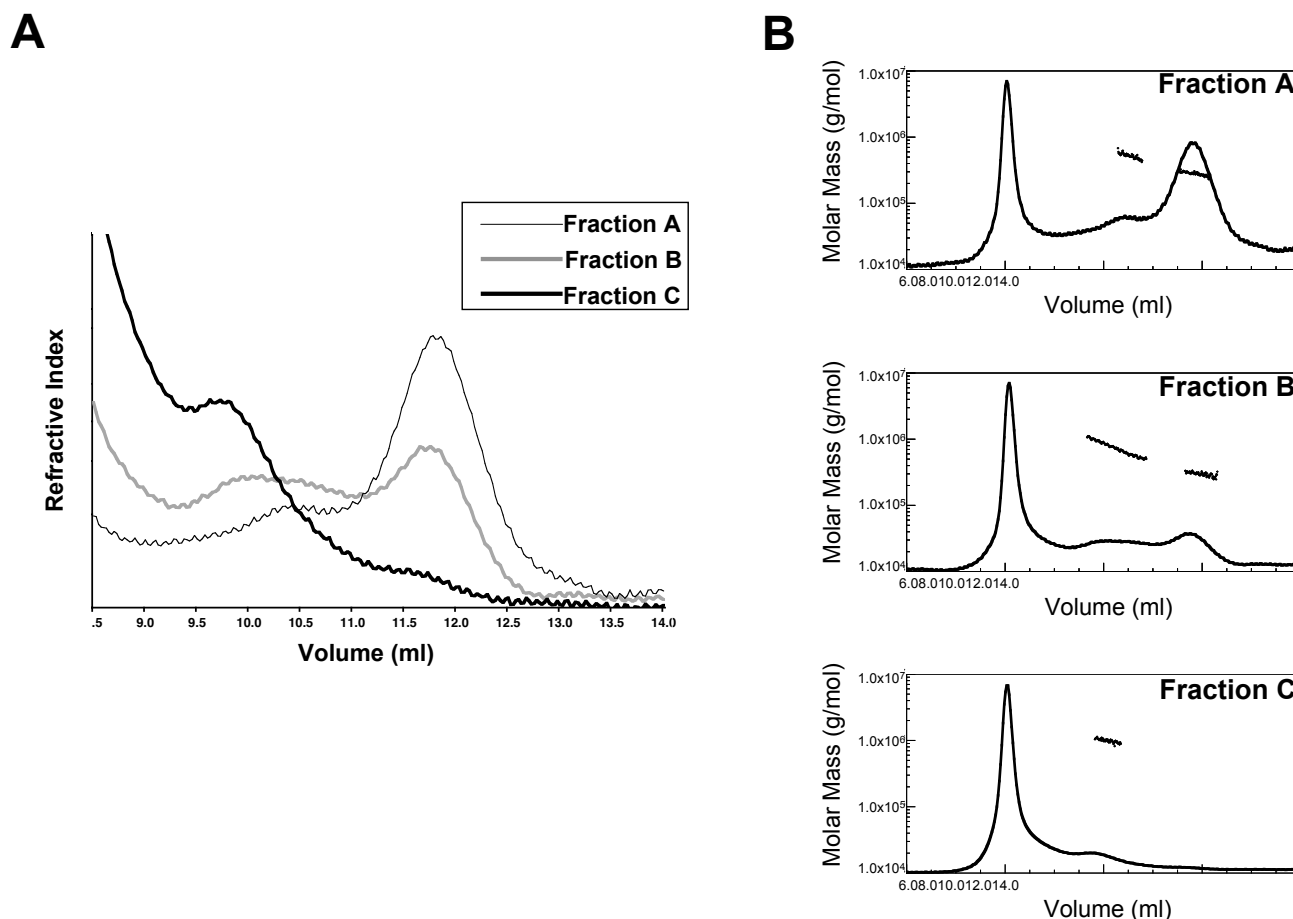 A
B
Fraction A
Fraction B
Fraction C
Refractive Index
.5 9.0 9.5 10.0 10.5 11.0 11.5 12.0 12.5 13.0 13.5 14.0
Volume (ml)
Fraction A
Molar Mass (g/mol)
1.0x10⁷
1.0x10⁶
1.0x10⁵
1.0x10⁴
6.08.010.012.014.0
Volume (ml)
Fraction B
Molar Mass (g/mol)
1.0x10⁷
1.0x10⁶
1.0x10⁵
1.0x10⁴
6.08.010.012.014.0
Volume (ml)
Fraction C
Molar Mass (g/mol)
1.0x10⁷
1.0x10⁶
1.0x10⁵
1.0x10⁴
6.08.010.012.014.0
Volume (ml)